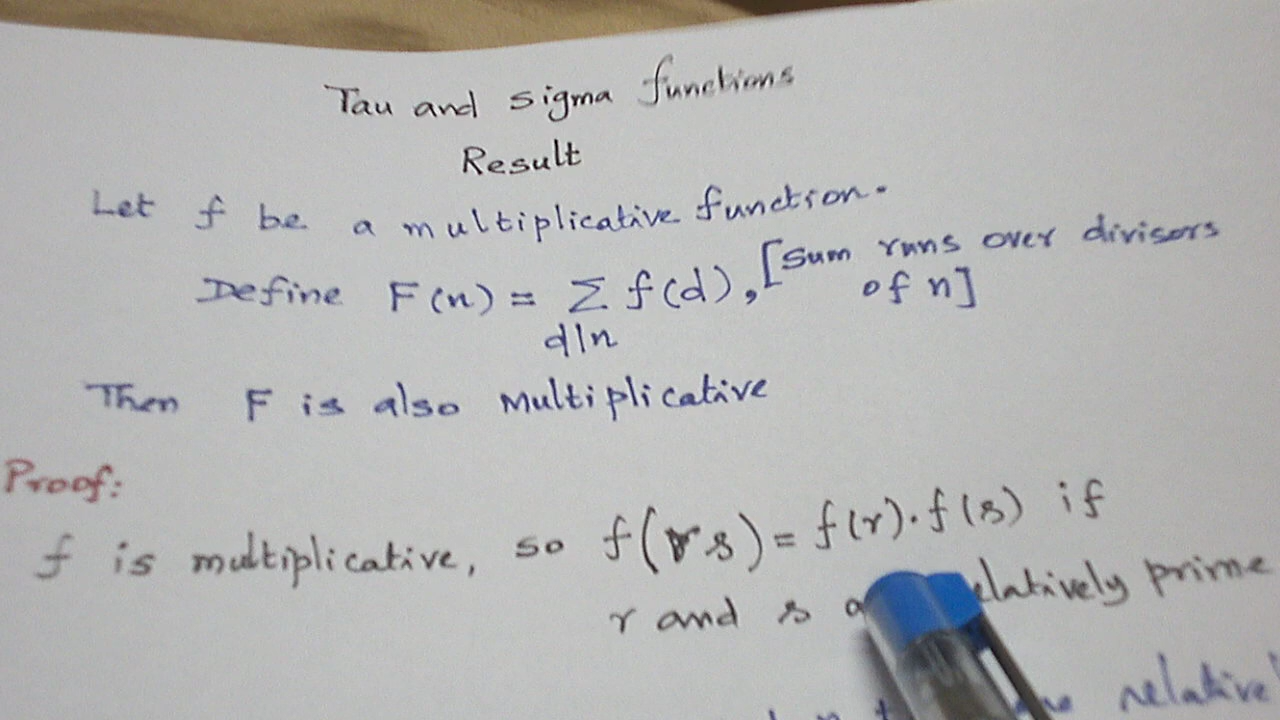 Tau and sigma functions
Result
Let f be a multiplicative function.
Define F(n) = Σ f(d), [Sum runs over divisors
d|n of n]
Then F is also multiplicative
Proof:
f is multiplicative, so f(rs) = f(r).f(s) if
r and s relatively prime